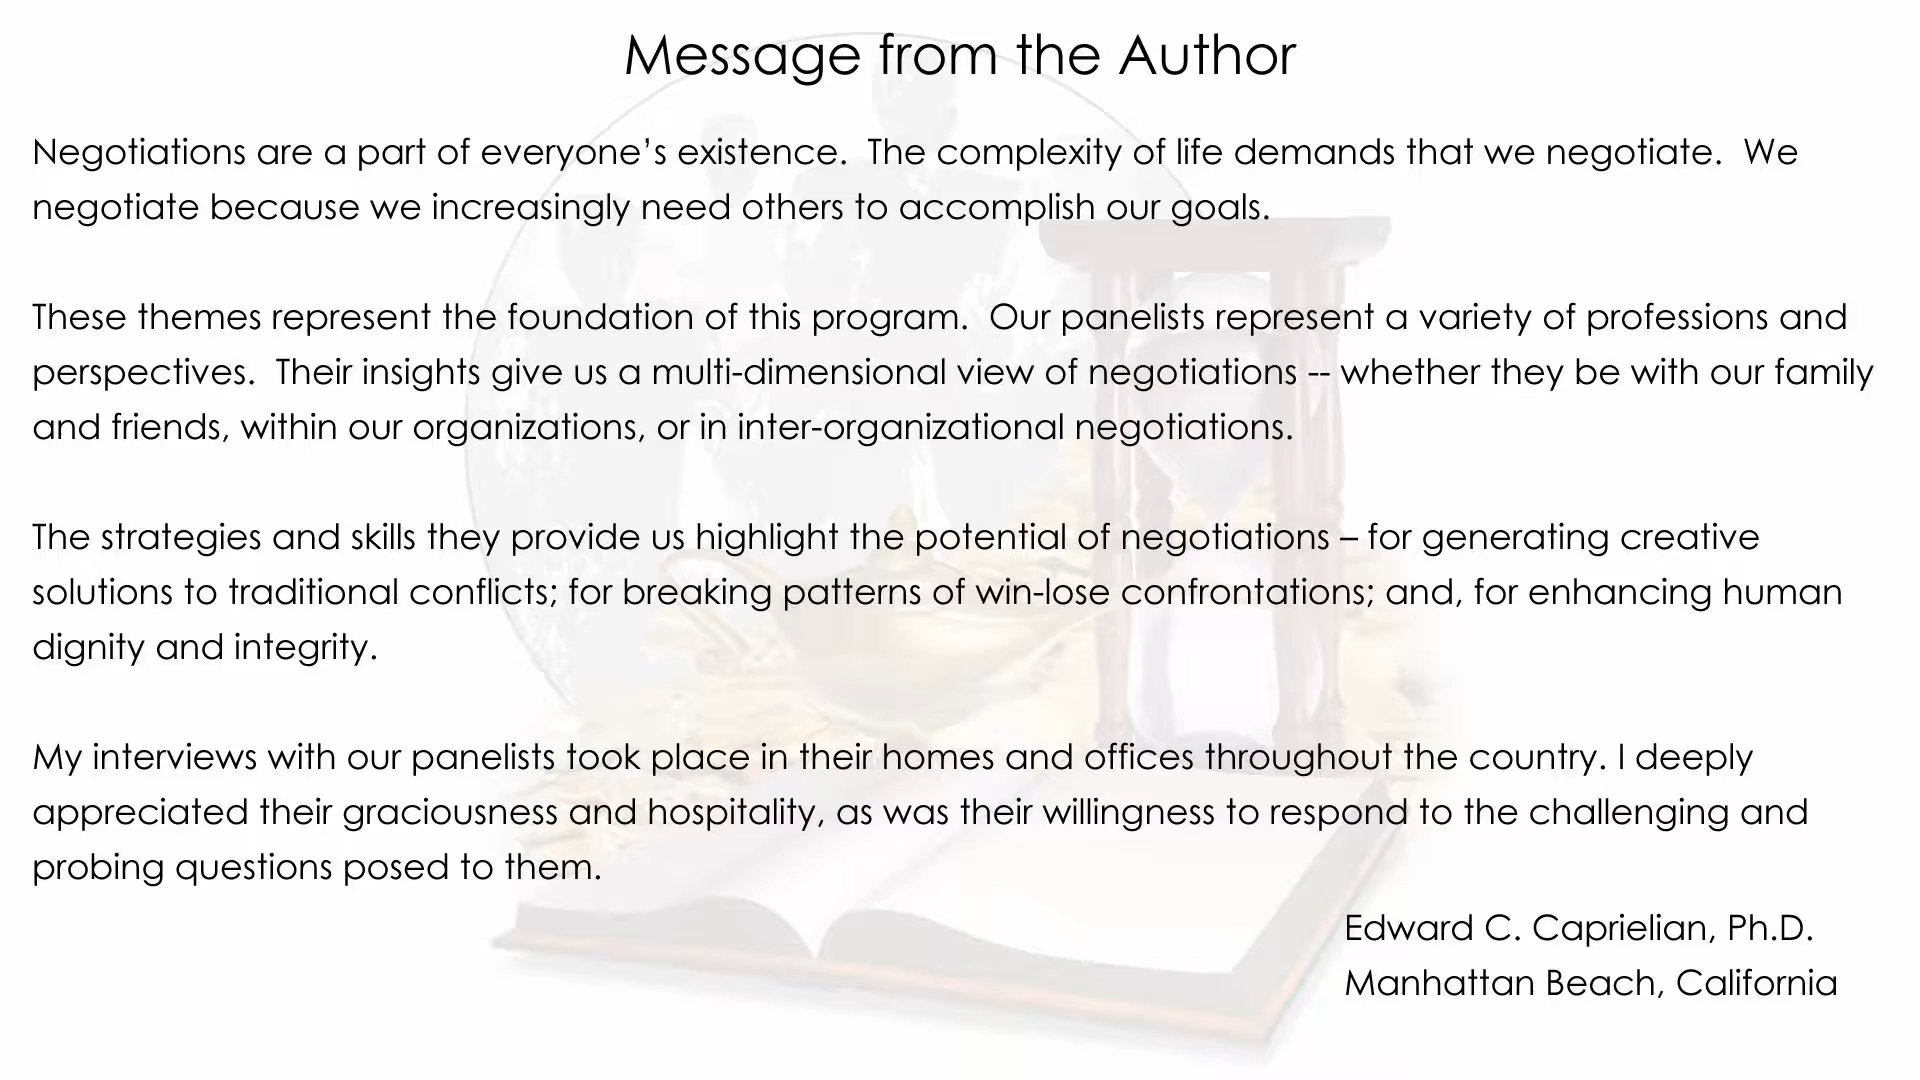 Message from the Author
Negotiations are a part of everyone’s existence.  The complexity of life demands that we negotiate.  We
negotiate because we increasingly need others to accomplish our goals.
These themes represent the foundation of this program.  Our panelists represent a variety of professions and
perspectives.  Their insights give us a multi-dimensional view of negotiations -- whether they be with our family
and friends, within our organizations, or in inter-organizational negotiations.
The strategies and skills they provide us highlight the potential of negotiations – for generating creative
solutions to traditional conflicts; for breaking patterns of win-lose confrontations; and, for enhancing human
dignity and integrity.
My interviews with our panelists took place in their homes and offices throughout the country. I deeply
appreciated their graciousness and hospitality, as was their willingness to respond to the challenging and
probing questions posed to them.
Edward C. Caprielian, Ph.D.
Manhattan Beach, California